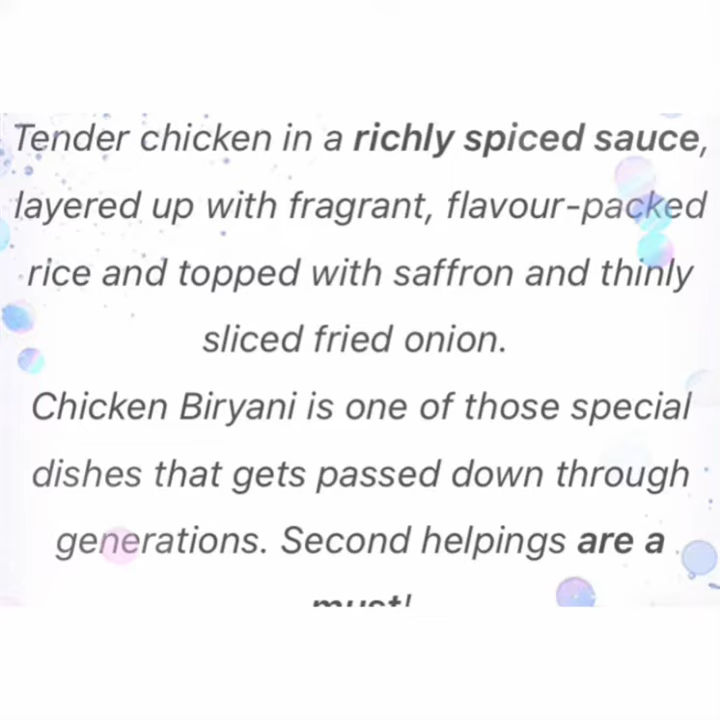 Tender chicken in a richly spiced sauce,
layered up with fragrant, flavour-packed
rice and topped with saffron and thinly
sliced fried onion.
Chicken Biryani is one of those special
dishes that gets passed down through
generations. Second helpings are a
must!